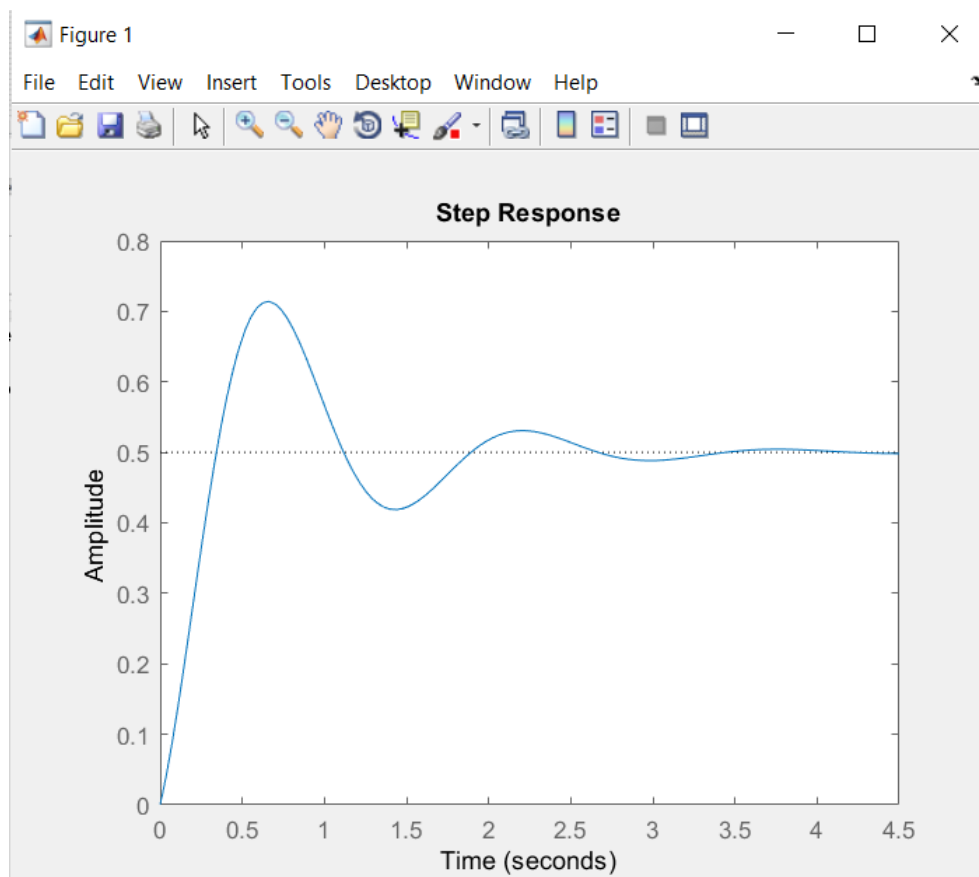 Figure 1
File Edit View Insert Tools Desktop Window Help
Step Response
0.8
0.7
0.6
0.5
0.4
0.3
0.2
0.1
0
Amplitude
0 0.5 1 1.5 2 2.5 3 3.5 4 4.5
Time (seconds)